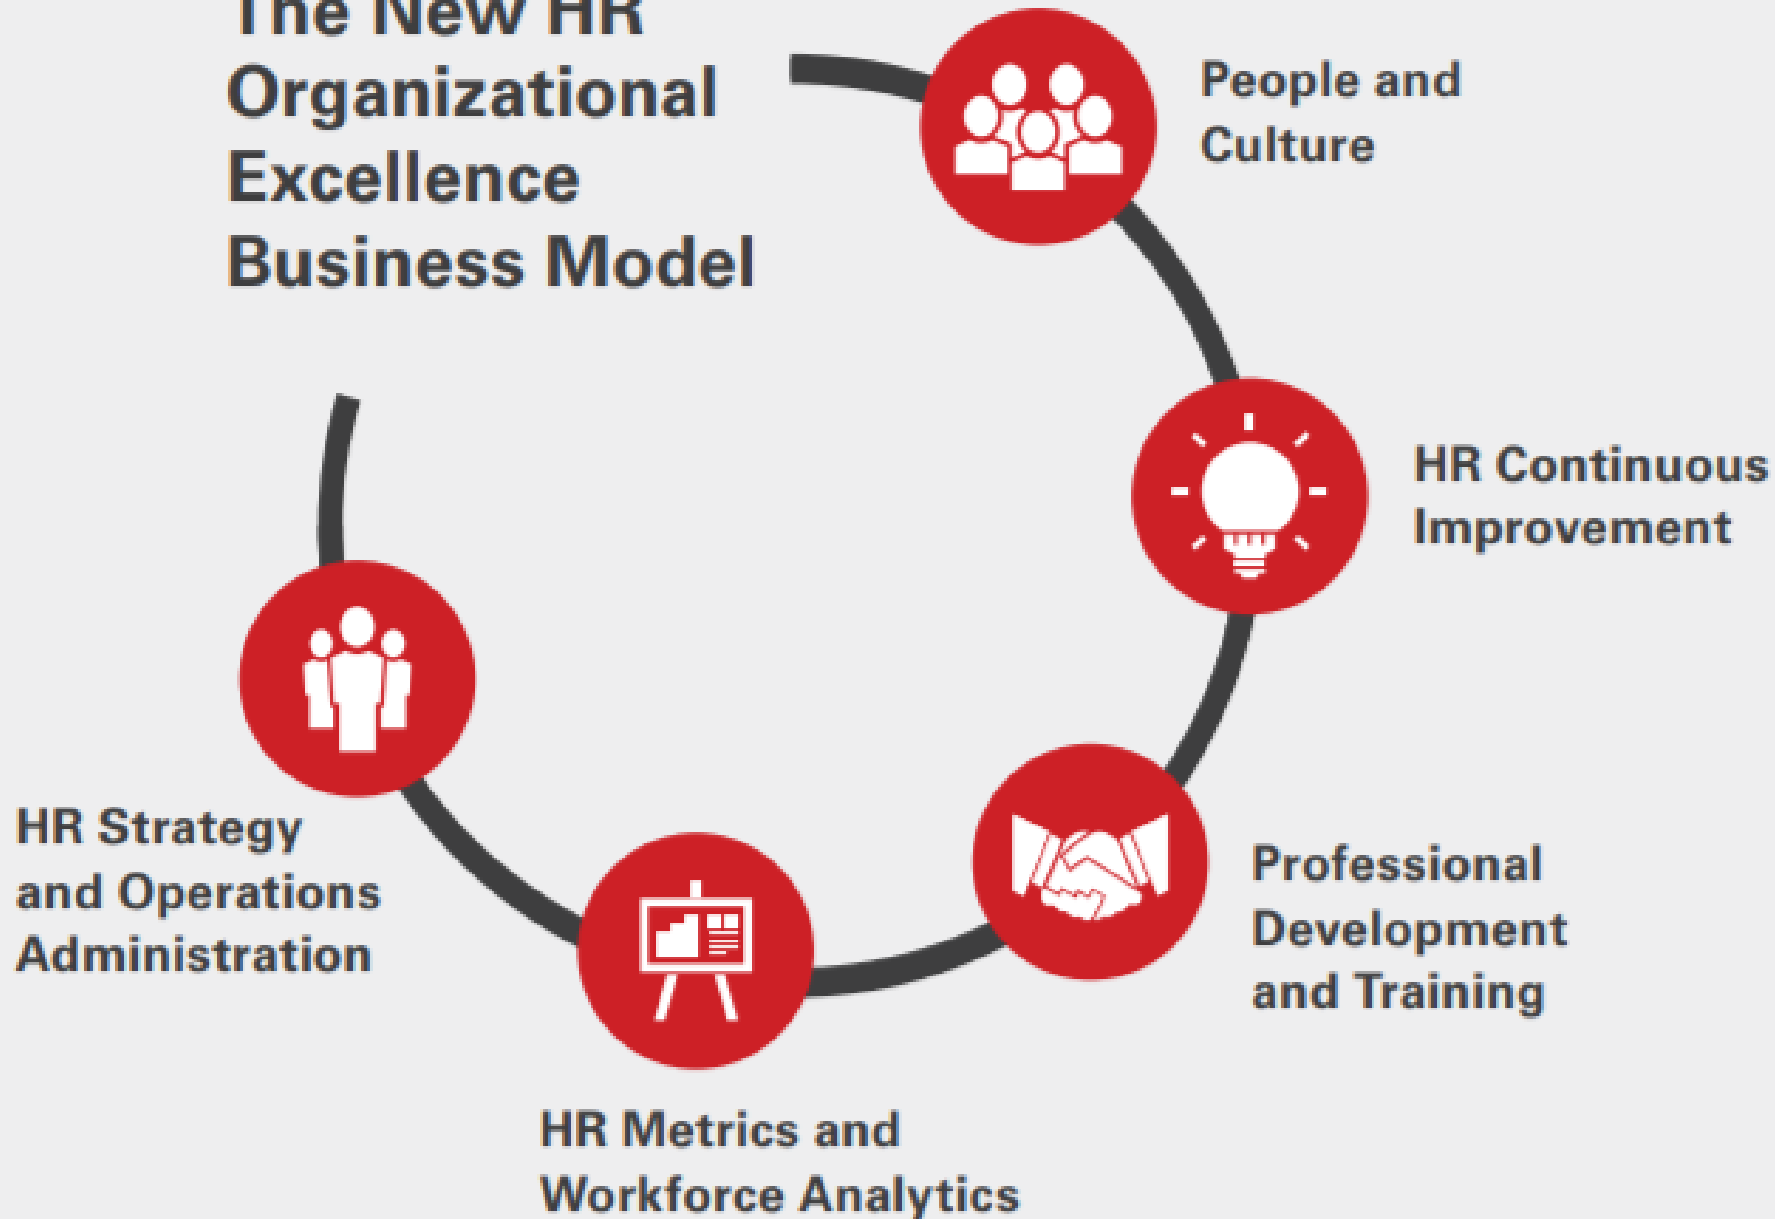 The New HR
Organizational
Excellence
Business Model
People and
Culture
HR Continuous
Improvement
Professional
Development
and Training
HR Metrics and
Workforce Analytics
HR Strategy
and Operations
Administration